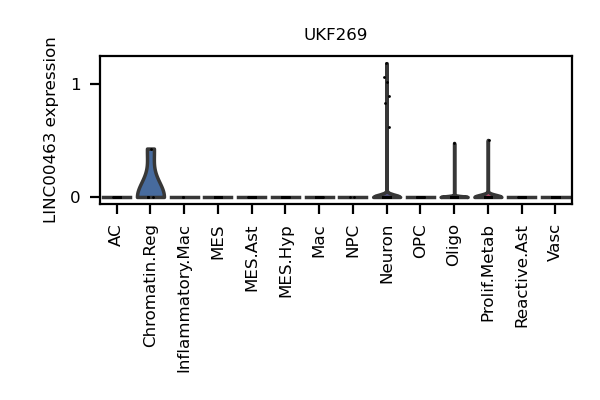 UKF269
LINC00463 expression
1
0
AC
Chromatin.Reg
Inflammatory.Mac
MES
MES.Ast
MES.Hyp
Mac
NPC
Neuron
OPC
Oligo
Prolif.Metab
Reactive.Ast
Vasc